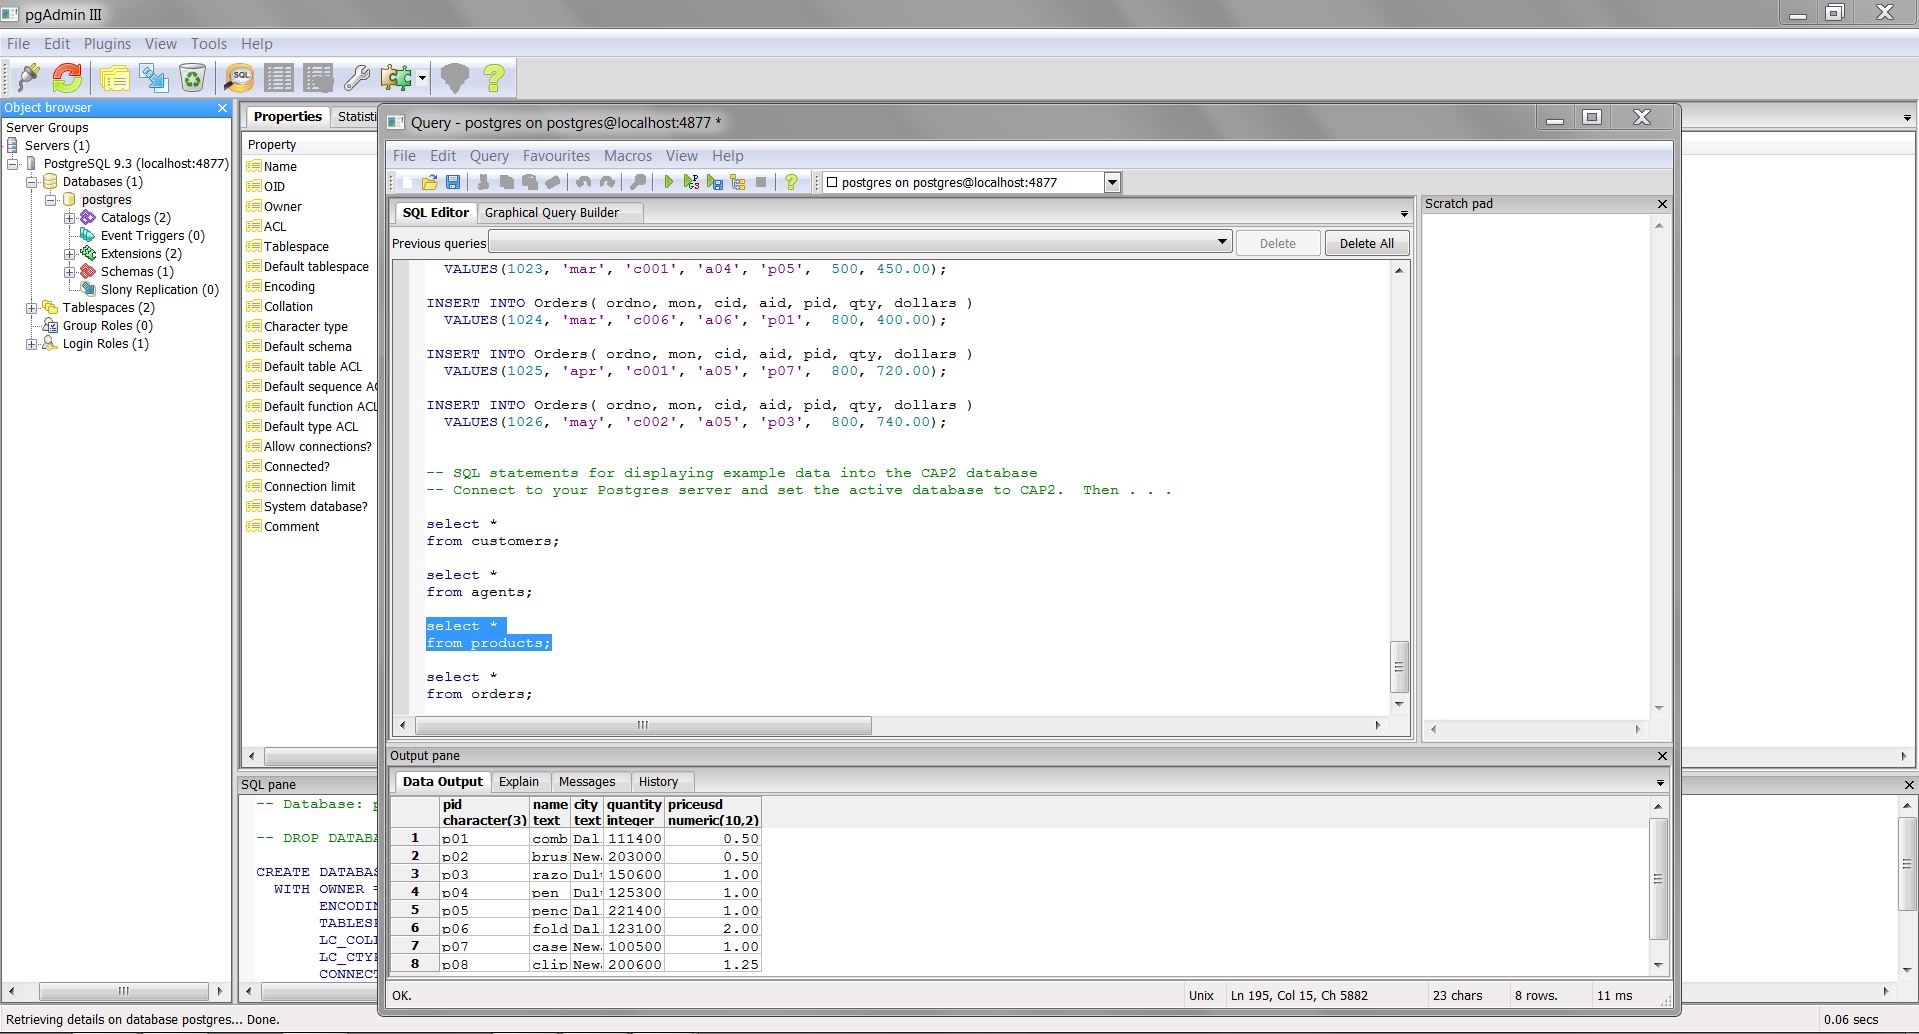 pgAdmin III
File Edit Plugins View Tools Help
SQL
Object browser
Server Groups
Servers (1)
PostgreSQL 9.3 (localhost:4877)
Databases (1)
postgres
Catalogs (2)
Event Triggers (0)
Extensions (2)
Schemas (1)
Slony Replication (0)
Tablespaces (2)
Group Roles (0)
Login Roles (1)
Properties Statisti
Property
Name
OID
Owner
ACL
Tablespace
Default tablespace
Encoding
Collation
Character type
Default schema
Default table ACL
Default sequence AC
Default function ACL
Default type ACL
Allow connections?
Connected?
Connection limit
System database?
Comment
SQL pane
-- Database: p
-- DROP DATABA
CREATE DATABAS
WITH OWNER =
ENCODIN
TABLESP
LC_COLL
LC_CTYP
CONNECT
Query - postgres on postgres@localhost:4877 *
File Edit Query Favourites Macros View Help
postgres on postgres@localhost:4877
SQL Editor Graphical Query Builder
Previous queries Delete Delete All
VALUES(1023, 'mar', 'c001', 'a04', 'p05', 500, 450.00);
INSERT INTO Orders( ordno, mon, cid, aid, pid, qty, dollars )
VALUES(1024, 'mar', 'c006', 'a06', 'p01', 800, 400.00);
INSERT INTO Orders( ordno, mon, cid, aid, pid, qty, dollars )
VALUES(1025, 'apr', 'c001', 'a05', 'p07', 800, 720.00);
INSERT INTO Orders( ordno, mon, cid, aid, pid, qty, dollars )
VALUES(1026, 'may', 'c002', 'a05', 'p03', 800, 740.00);
-- SQL statements for displaying example data into the CAP2 database
-- Connect to your Postgres server and set the active database to CAP2. Then . . .
select *
from customers;
select *
from agents;
select *
from products;
select *
from orders;
Scratch pad
Output pane
Data Output Explain Messages History
pid name city quantity priceusd
character(3) text text integer numeric(10,2)
1 p01 comb Dal 111400 0.50
2 p02 brus New 203000 0.50
3 p03 razo Dul 150600 1.00
4 p04 pen Dul 125300 1.00
5 p05 penc Dal 221400 1.00
6 p06 fold Dal 123100 2.00
7 p07 case New 100500 1.00
8 p08 clip New 200600 1.25
OK. Unix Ln 195, Col 15, Ch 5882 23 chars 8 rows. 11 ms
Retrieving details on database postgres... Done. 0.06 secs